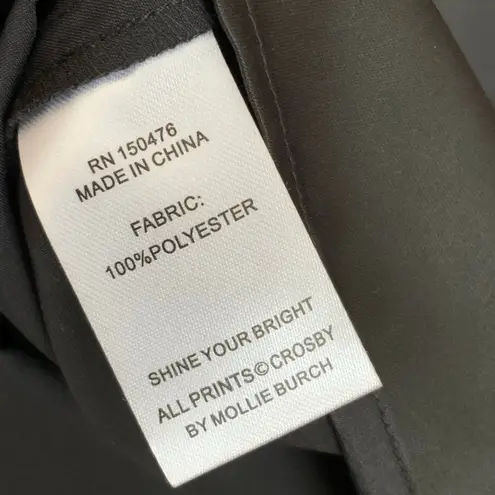 RN 150476
MADE IN CHINA
FABRIC:
100%POLYESTER
SHINE YOUR BRIGHT
ALL PRINTS© CROSBY
BY MOLLIE BURCH